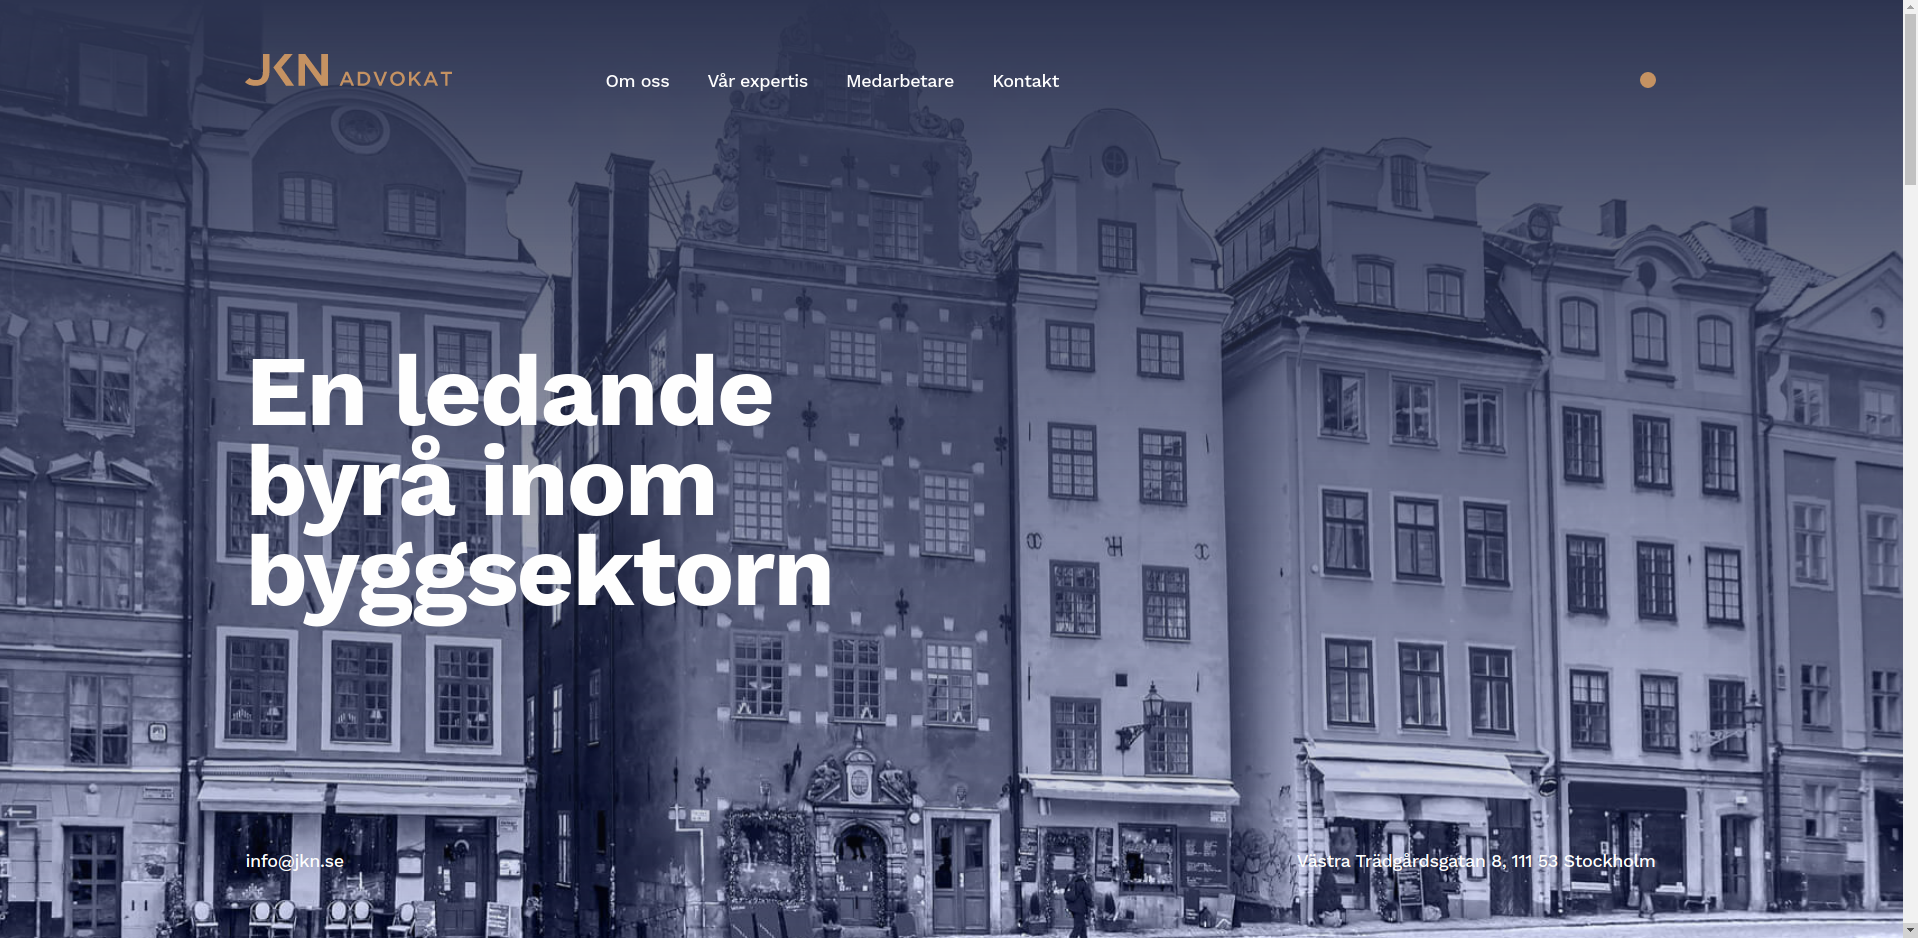 JKN ADVOKAT
Om oss
Vår expertis
Medarbetare
Kontakt
En ledande
byrå inom
byggsektorn
info@jkn.se
Västra Trädgårdsgatan 8, 111 53 Stockholm